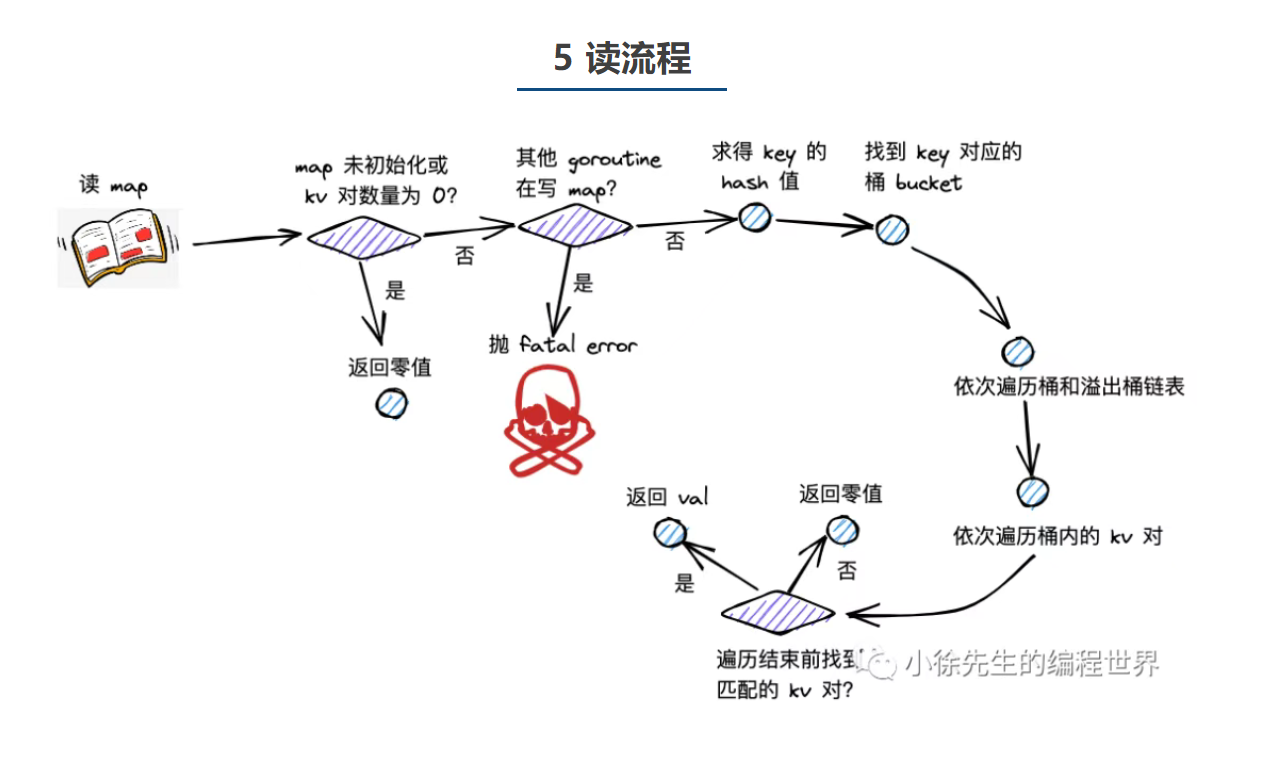 5 读流程
读 map
map 未初始化或
kv 对数量为 0?
否
是
返回零值
其他 goroutine
在写 map?
否
是
抛 fatal error
求得 key 的
hash 值
找到 key 对应的
桶 bucket
依次遍历桶和溢出桶链表
依次遍历桶内的 kv 对
遍历结束前找到
匹配的 kv 对?
是
返回 val
否
返回零值
小徐先生的编程世界